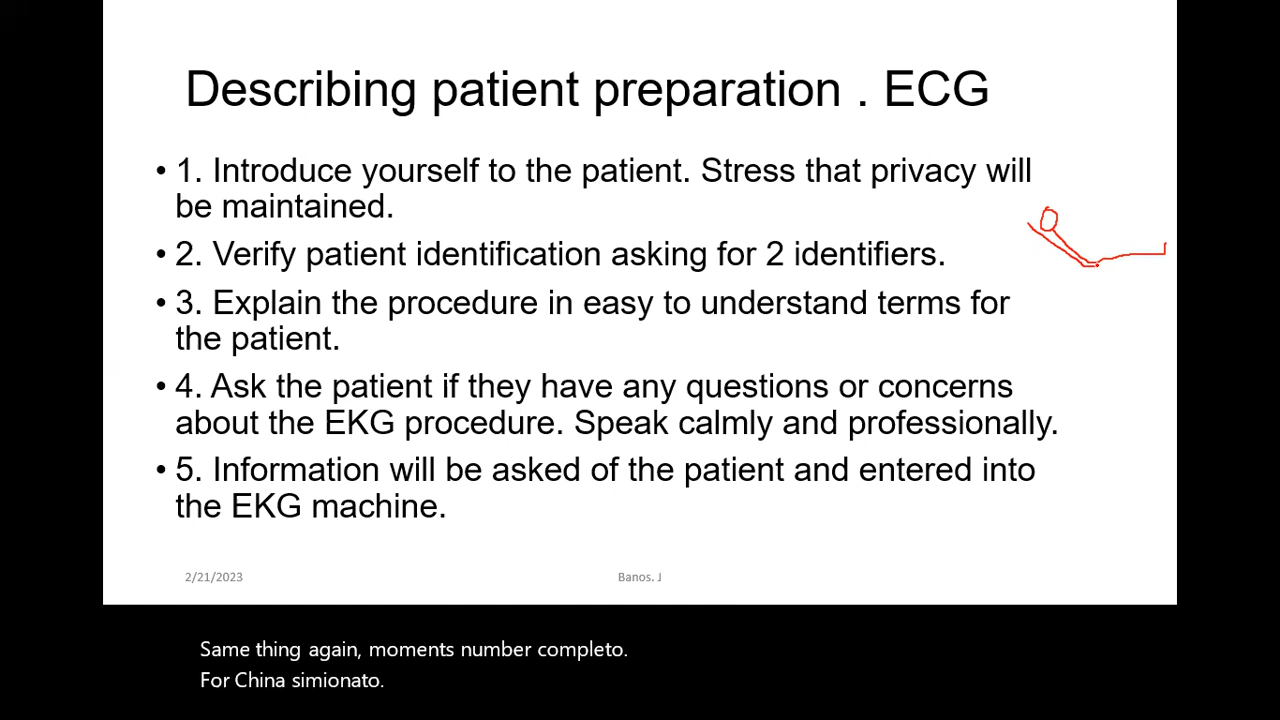 Describing patient preparation . ECG
• 1. Introduce yourself to the patient. Stress that privacy will
be maintained.
• 2. Verify patient identification asking for 2 identifiers.
• 3. Explain the procedure in easy to understand terms for
the patient.
• 4. Ask the patient if they have any questions or concerns
about the EKG procedure. Speak calmly and professionally.
• 5. Information will be asked of the patient and entered into
the EKG machine.
2/21/2023
Banos. J
Same thing again, moments number completo.
For China simionato.